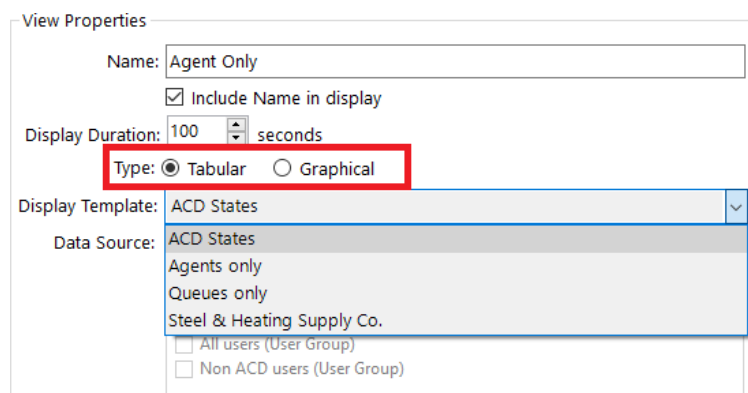 View Properties
Name: Agent Only
Include Name in display
Display Duration: 100 seconds
Type: Tabular Graphical
Display Template: ACD States
Data Source: ACD States
Agents only
Queues only
Steel & Heating Supply Co.
All users (User Group)
Non ACD users (User Group)